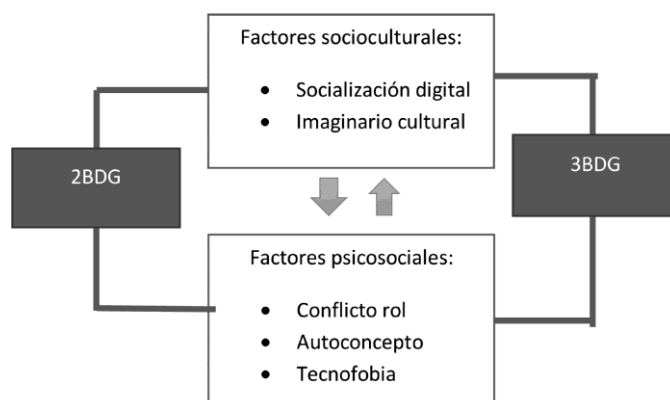 Factores socioculturales:
• Socialización digital
• Imaginario cultural
2BDG
3BDG
Factores psicosociales:
• Conflicto rol
• Autoconcepto
• Tecnofobia